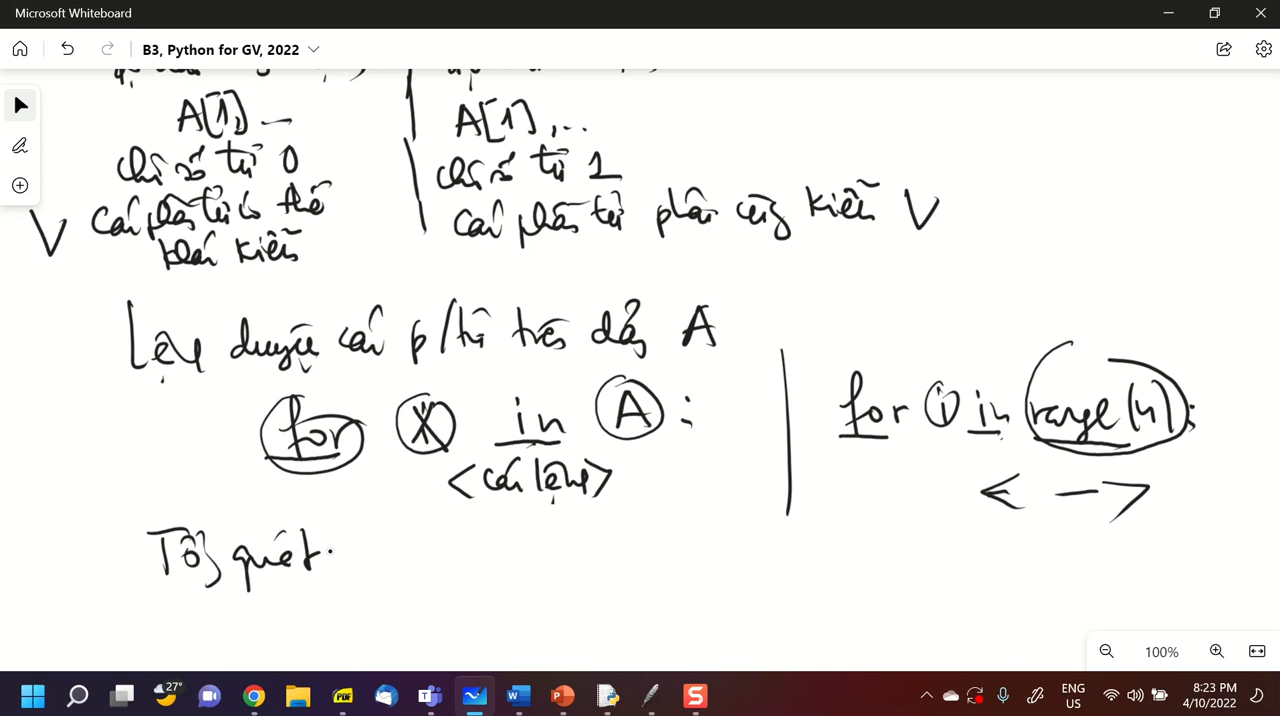 Microsoft Whiteboard
B3, Python for GV, 2022
A[1]
A[1],...
chỉ số từ 0
chỉ số từ 1
các phần tử có thể
khác kiểu
các phần tử phải cùng kiểu
Lệnh duyệt các p/tử trên dãy A
for X in A:
<các lệnh>
for i in range(n):
< — >
Tổng quát.
100%
27°
ENG
US
8:23 PM
4/10/2022